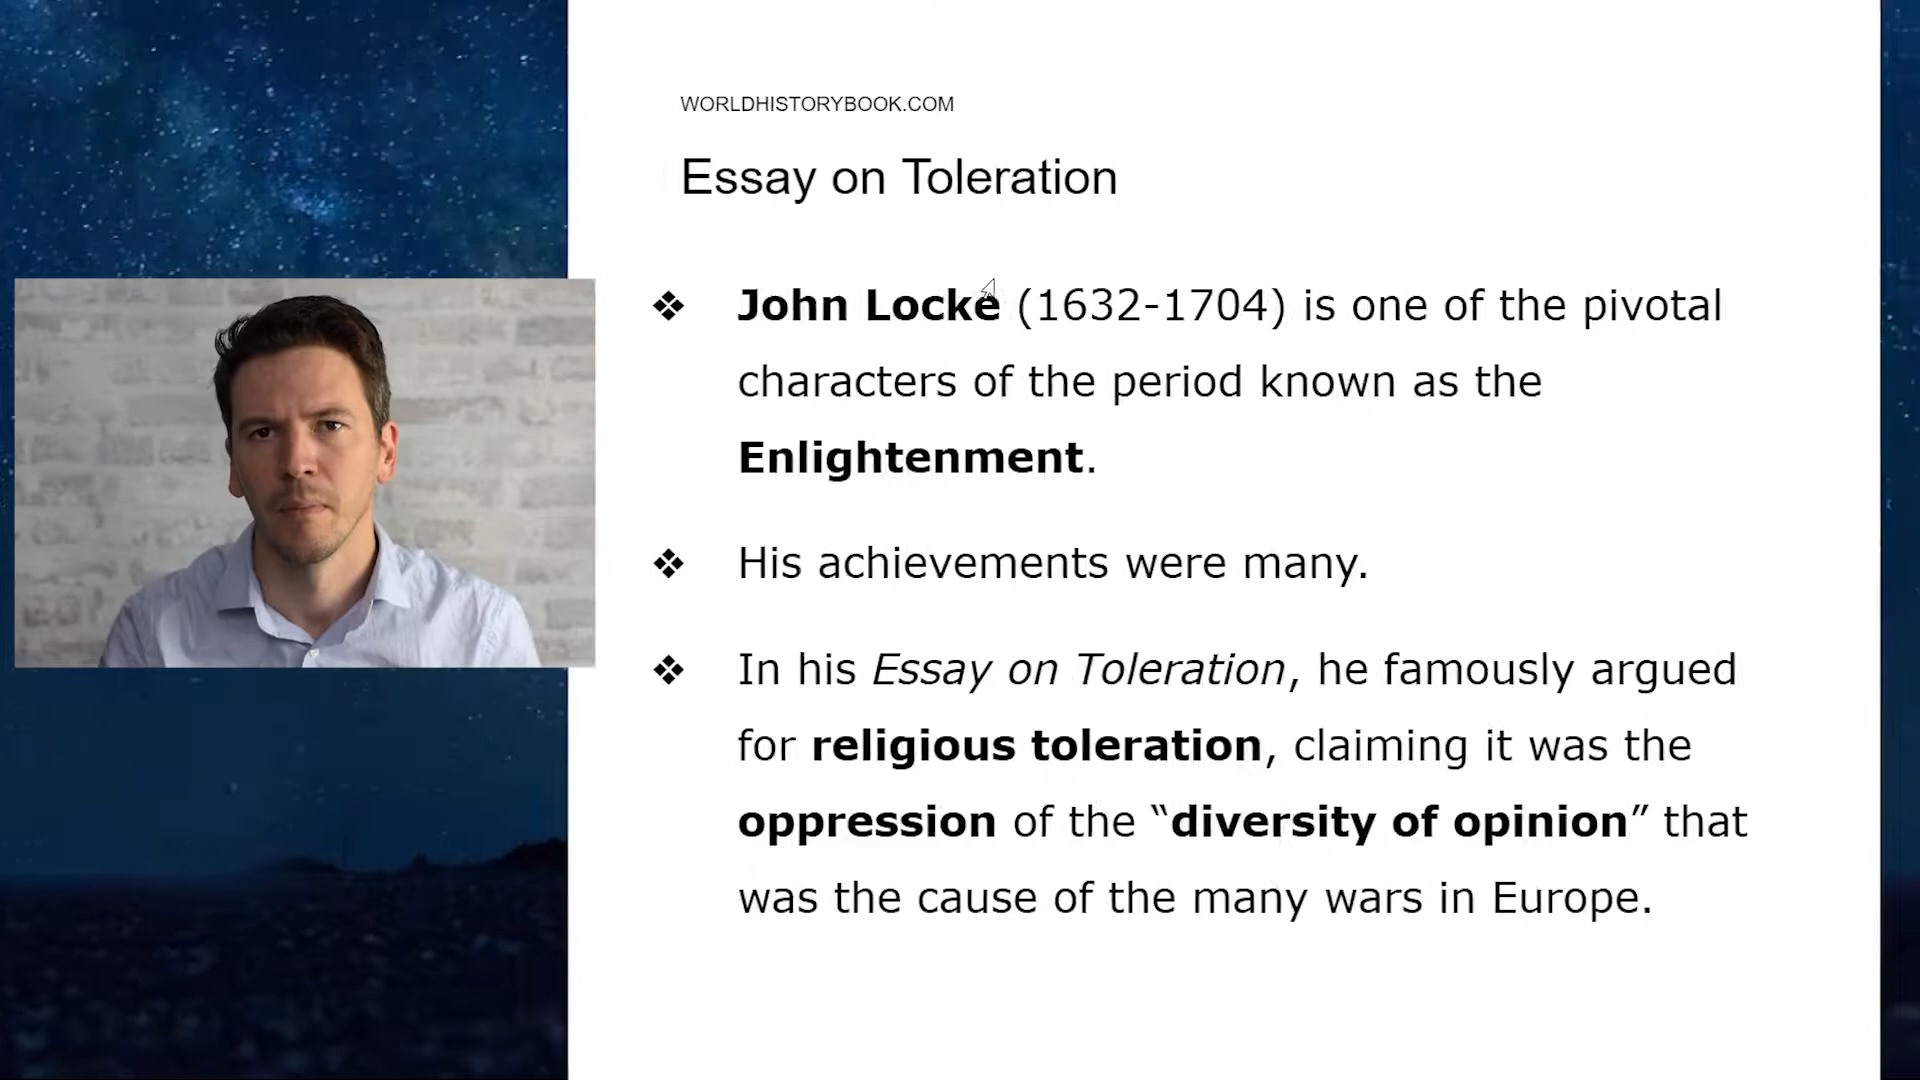 WORLDHISTORYBOOK.COM
Essay on Toleration
❖ John Locke (1632-1704) is one of the pivotal
characters of the period known as the
Enlightenment.
❖ His achievements were many.
❖ In his Essay on Toleration, he famously argued
for religious toleration, claiming it was the
oppression of the “diversity of opinion” that
was the cause of the many wars in Europe.